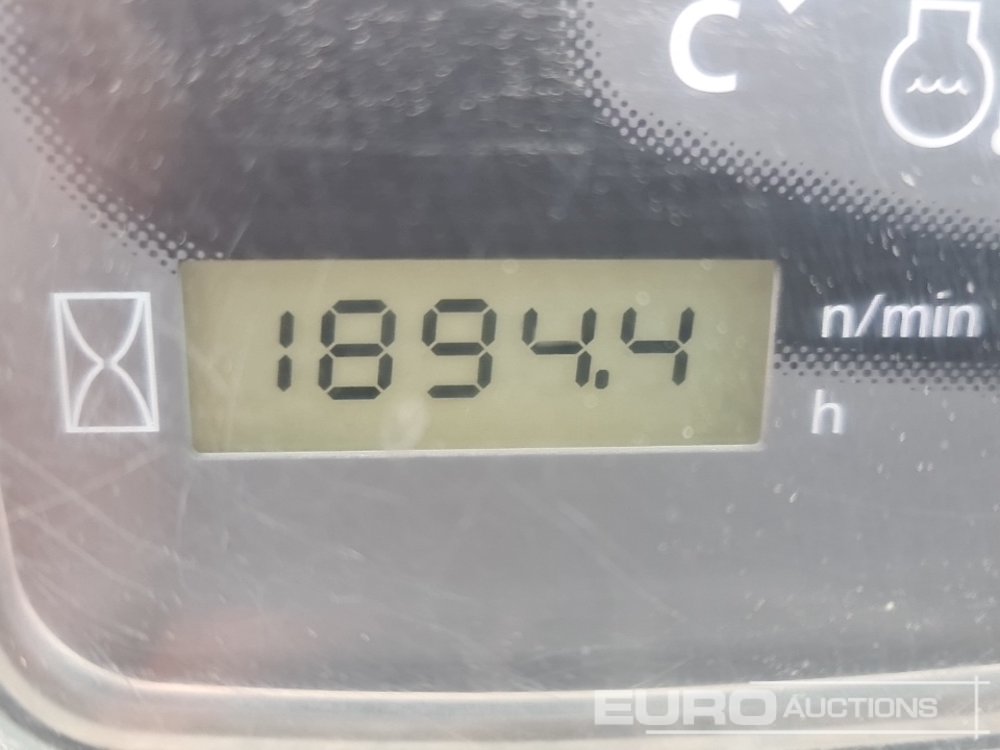 C
1894.4
n/min
h
EURO AUCTIONS